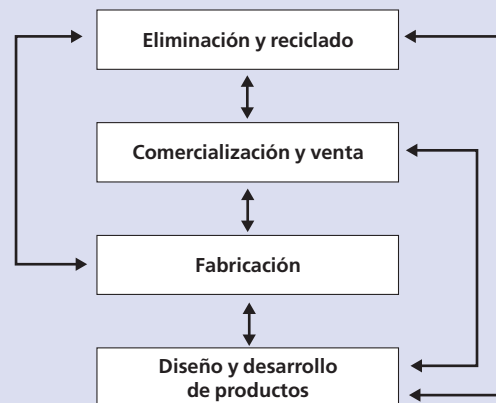 Eliminación y reciclado
Comercialización y venta
Fabricación
Diseño y desarrollo
de productos